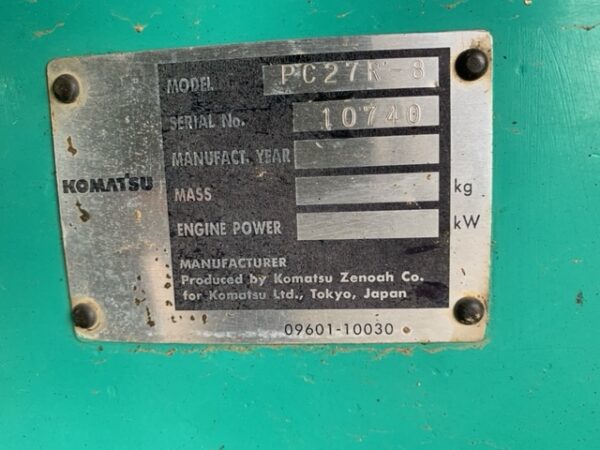 MODEL PC27R-8
SERIAL No. 10740
MANUFACT. YEAR
KOMATSU
MASS kg
ENGINE POWER kW
MANUFACTURER
Produced by Komatsu Zenoah Co.
for Komatsu Ltd., Tokyo, Japan
09601-10030